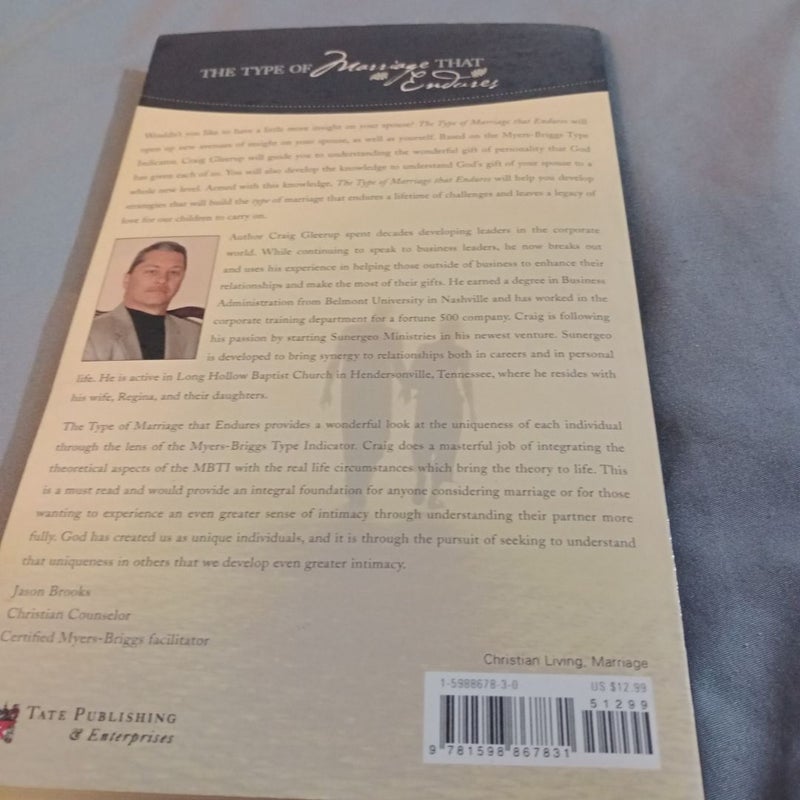 THE TYPE OF Marriage THAT
Endures
Wouldn't you like to have a little more insight on your spouse? The Type of Marriage that Endures will
open up new avenues of insight on your spouse, as well as yourself. Based on the Myers-Briggs Type
Indicator, Craig Gleerup will guide you to understanding the wonderful gift of personality that God
has given each of us. You will also develop the knowledge to understand God's gift of your spouse to a
whole new level. Armed with this knowledge, The Type of Marriage that Endures will help you develop
strategies that will build the type of marriage that endures a lifetime of challenges and leaves a legacy of
love for our children to carry on.
Author Craig Gleerup spent decades developing leaders in the corporate
world. While continuing to speak to business leaders, he now breaks out
and uses his experience in helping those outside of business to enhance their
relationships and make the most of their gifts. He earned a degree in Business
Administration from Belmont University in Nashville and has worked in the
corporate training department for a fortune 500 company. Craig is following
his passion by starting Sunergeo Ministries in his newest venture. Sunergeo
is developed to bring synergy to relationships both in careers and in personal
life. He is active in Long Hollow Baptist Church in Hendersonville, Tennessee, where he resides with
his wife, Regina, and their daughters.
The Type of Marriage that Endures provides a wonderful look at the uniqueness of each individual
through the lens of the Myers-Briggs Type Indicator. Craig does a masterful job of integrating the
theoretical aspects of the MBTI with the real life circumstances which bring the theory to life. This
is a must read and would provide an integral foundation for anyone considering marriage or for those
wanting to experience an even greater sense of intimacy through understanding their partner more
fully. God has created us as unique individuals, and it is through the pursuit of seeking to understand
that uniqueness in others that we develop even greater intimacy.
Jason Brooks
Christian Counselor
Certified Myers-Briggs facilitator
Christian Living, Marriage
1-5988678-3-0 US $12.99
51299
9 781598 867831
TATE PUBLISHING
& Enterprises